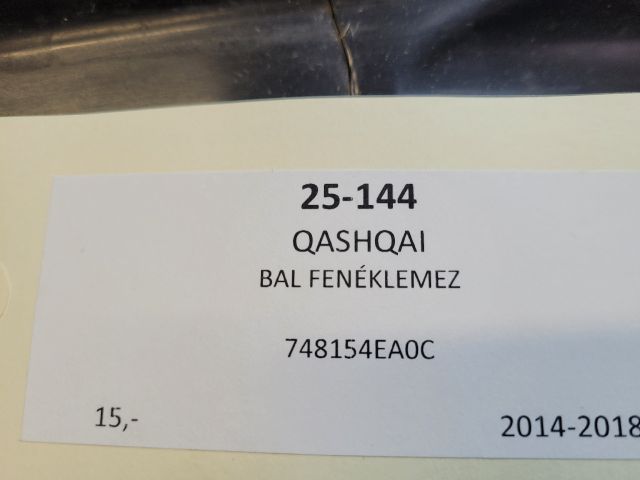 25-144
QASHQAI
BAL FENÉKLEMEZ
748154EA0C
15,-
2014-2018